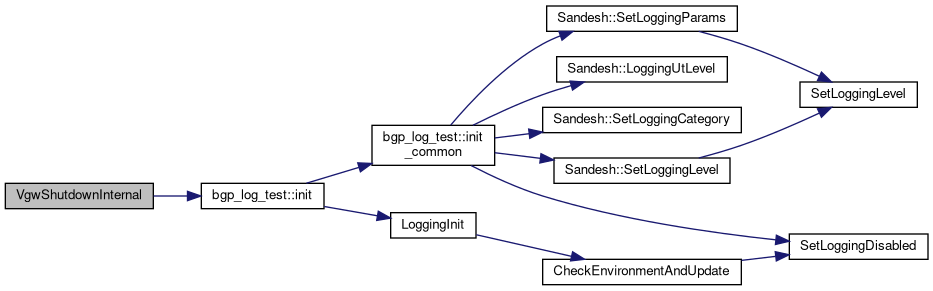 VgwShutdownInternal
bgp_log_test::init
bgp_log_test::init
_common
LoggingInit
Sandesh::SetLoggingParams
Sandesh::LoggingUtLevel
Sandesh::SetLoggingCategory
Sandesh::SetLoggingLevel
CheckEnvironmentAndUpdate
SetLoggingLevel
SetLoggingDisabled